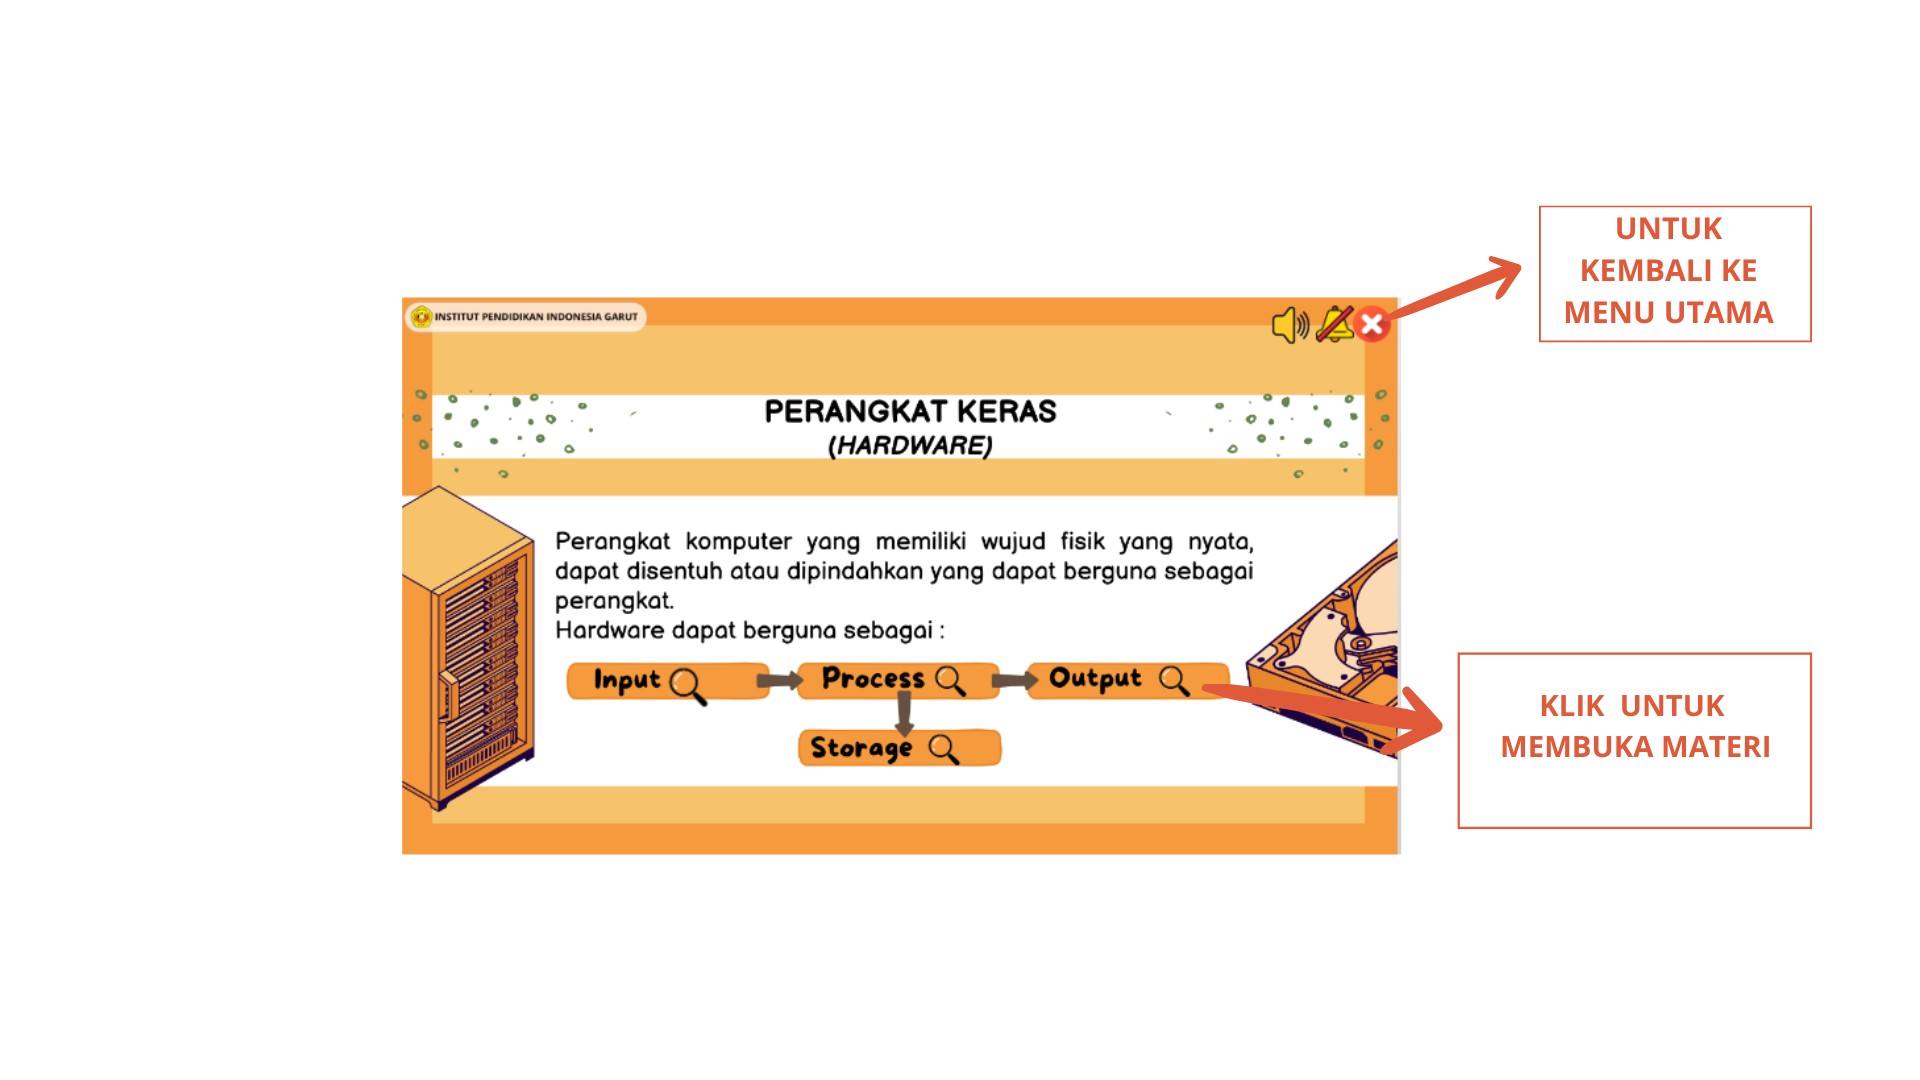 INSTITUT PENDIDIKAN INDONESIA GARUT
UNTUK
KEMBALI KE
MENU UTAMA
PERANGKAT KERAS
(HARDWARE)
Perangkat komputer yang memiliki wujud fisik yang nyata,
dapat disentuh atau dipindahkan yang dapat berguna sebagai
perangkat.
Hardware dapat berguna sebagai :
Input
Process
Output
Storage
KLIK UNTUK
MEMBUKA MATERI